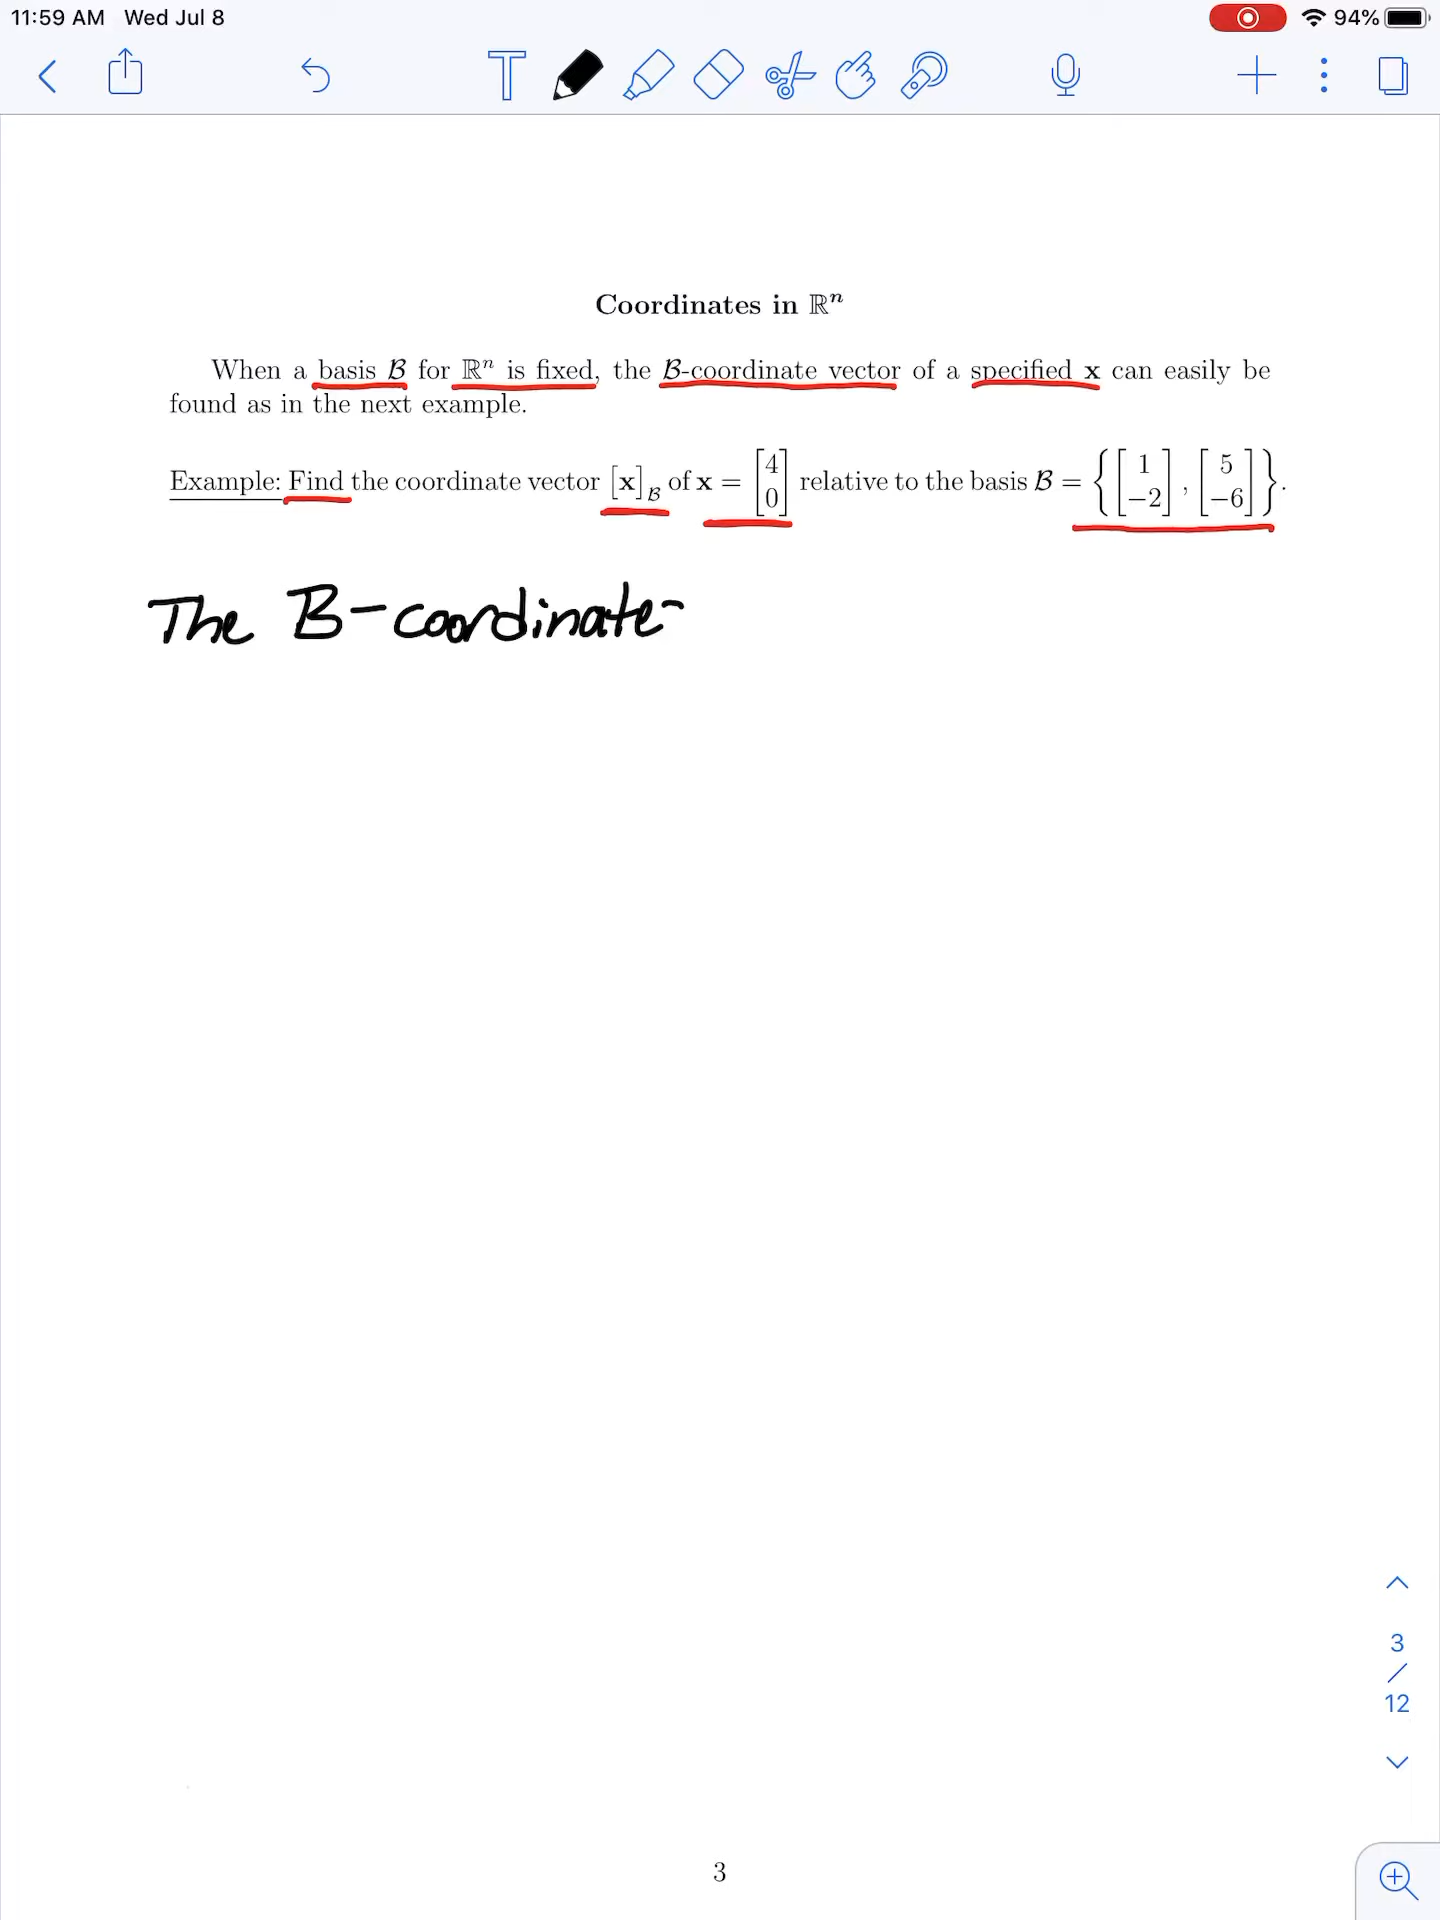 11:59 AM Wed Jul 8 94%
Coordinates in ℝⁿ
When a basis ℬ for ℝⁿ is fixed, the ℬ-coordinate vector of a specified x can easily be
found as in the next example.
Example: Find the coordinate vector [x]_ℬ of x = [4 0] relative to the basis ℬ = {[1 −2], [5 −6]}.
The B-coordinate-
3
/
12
3